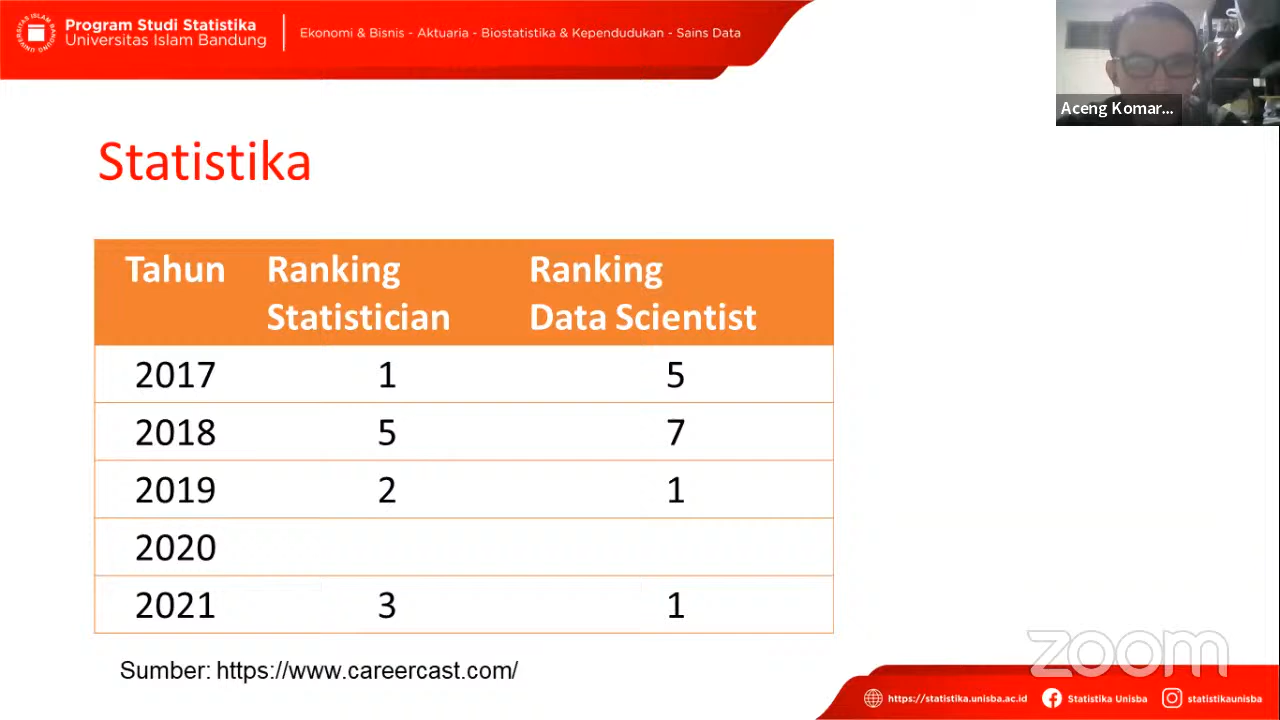 Program Studi Statistika
Universitas Islam Bandung
Ekonomi & Bisnis - Aktuaria - Biostatistika & Kependudukan - Sains Data
Aceng Komar...
Statistika
Tahun Ranking Statistician Ranking Data Scientist
2017 1 5
2018 5 7
2019 2 1
2020
2021 3 1
Sumber: https://www.careercast.com/
zoom
https://statistika.unisba.ac.id Statistika Unisba statistikaunisba